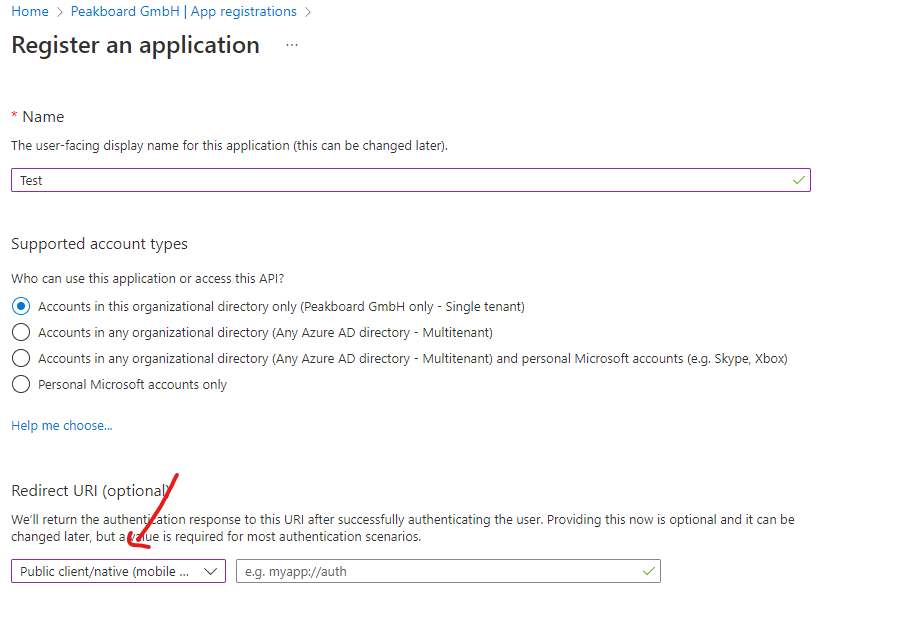 Home > Peakboard GmbH | App registrations >
Register an application ...
* Name
The user-facing display name for this application (this can be changed later).
Test
Supported account types
Who can use this application or access this API?
Accounts in this organizational directory only (Peakboard GmbH only - Single tenant)
Accounts in any organizational directory (Any Azure AD directory - Multitenant)
Accounts in any organizational directory (Any Azure AD directory - Multitenant) and personal Microsoft accounts (e.g. Skype, Xbox)
Personal Microsoft accounts only
Help me choose...
Redirect URI (optional)
We'll return the authentication response to this URI after successfully authenticating the user. Providing this now is optional and it can be
changed later, but a value is required for most authentication scenarios.
Public client/native (mobile ... e.g. myapp://auth